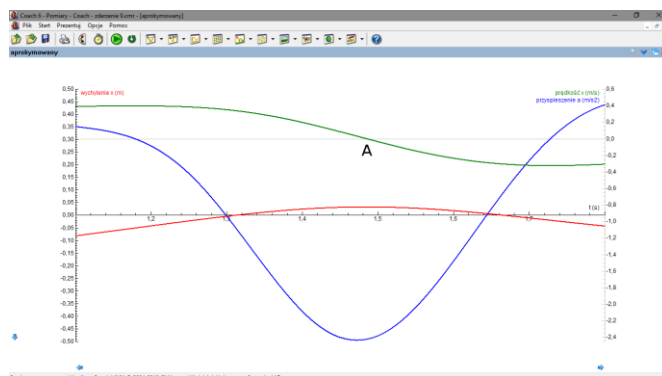 Coach 6 - Pomiary - Coach - zderzenia II.cmr - [aproksymowany]
Plik Start Prezentuj Opcje Pomoc
aproksymowany
0,50 wychylenie x (m) prędkość v (m/s) 0,6
przyspieszenie a (m/s2)
0,45 0,4
0,40
0,35 0,2
0,30 0,0
A
0,25 -0,2
0,20
0,15 -0,4
0,10 -0,6
0,05 -0,8
0,00 t (s)
1,2 1,3 1,4 1,5 1,6 1,7 -1,0
-0,05
-0,10 -1,2
-0,15 -1,4
-0,20 -1,6
-0,25
-0,30 -1,8
-0,35 -2,0
-0,40 -2,2
-0,45
-0,50 -2,4